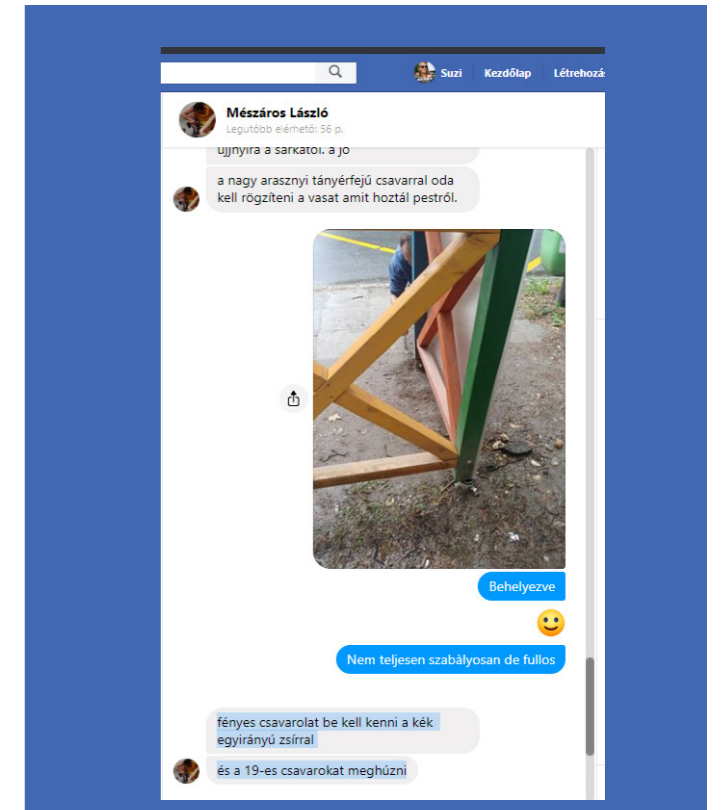 Suzi Kezdőlap Létrehozá
Mészáros László
Legutóbb elérhető: 56 p.
ujjnyira a sarkától. a jó
a nagy arasznyi tányérfejű csavarral oda
kell rögzíteni a vasat amit hoztál pestről.
Behelyezve
Nem teljesen szabàlyosan de fullos
fényes csavarolat be kell kenni a kék
egyirányú zsírral
és a 19-es csavarokat meghúzni